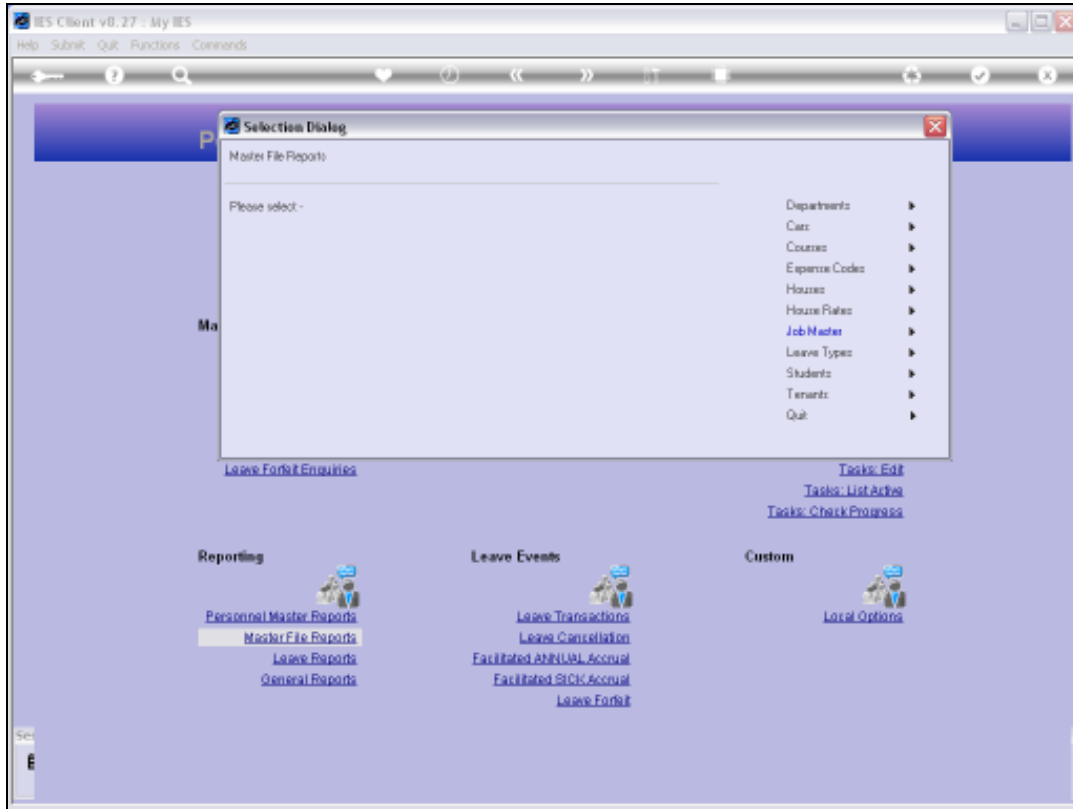 IES Client v8.27 : My IES
Help Submit Quit Functions Commands
P
Selection Dialog
Master File Reports
Please select -
Departments
Cars
Courses
Expense Codes
Houses
House Rates
Job Master
Leave Types
Students
Tenants
Quit
Ma
Leave Forfeit Enquiries
Tasks: Edit
Tasks: List Active
Tasks: Check Progress
Reporting
Leave Events
Custom
Personnel Master Reports
Master File Reports
Leave Reports
General Reports
Leave Transactions
Leave Cancellation
Facilitated ANNUAL Accrual
Facilitated SICK Accrual
Leave Forfeit
Local Options
Se